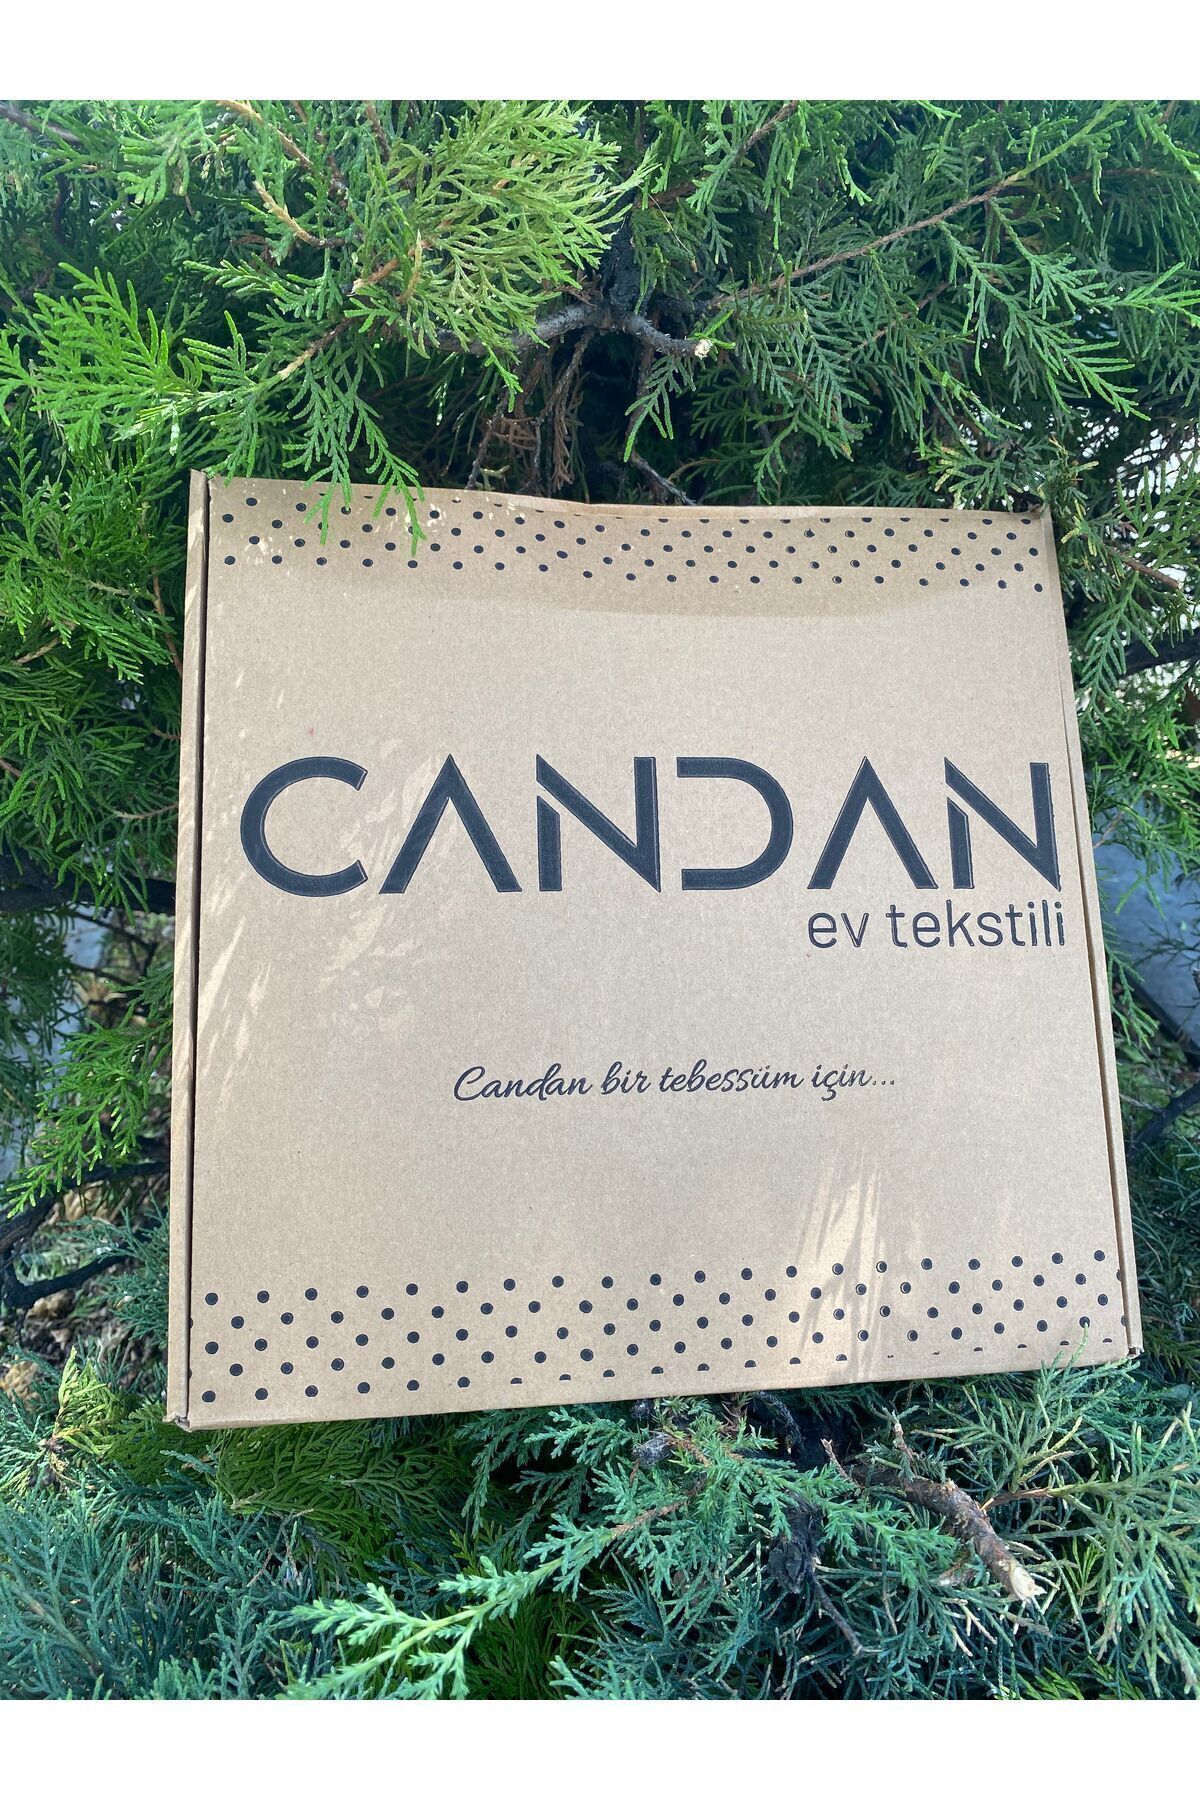 CANDAN
ev tekstili
Candan bir tebessüm için...